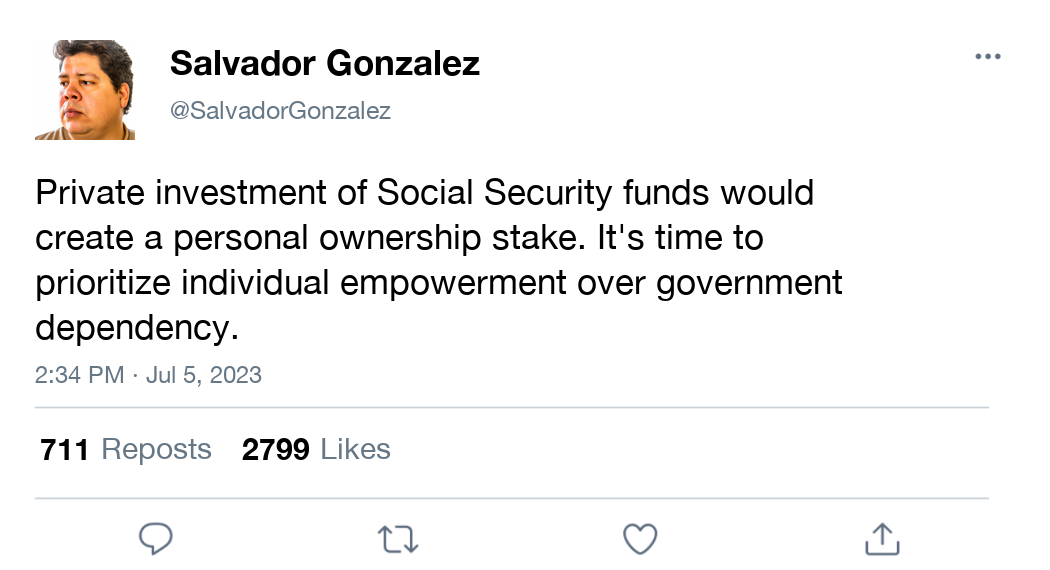 Salvador Gonzalez
@SalvadorGonzalez
Private investment of Social Security funds would
create a personal ownership stake. It's time to
prioritize individual empowerment over government
dependency.
2:34 PM · Jul 5, 2023
711 Reposts 2799 Likes